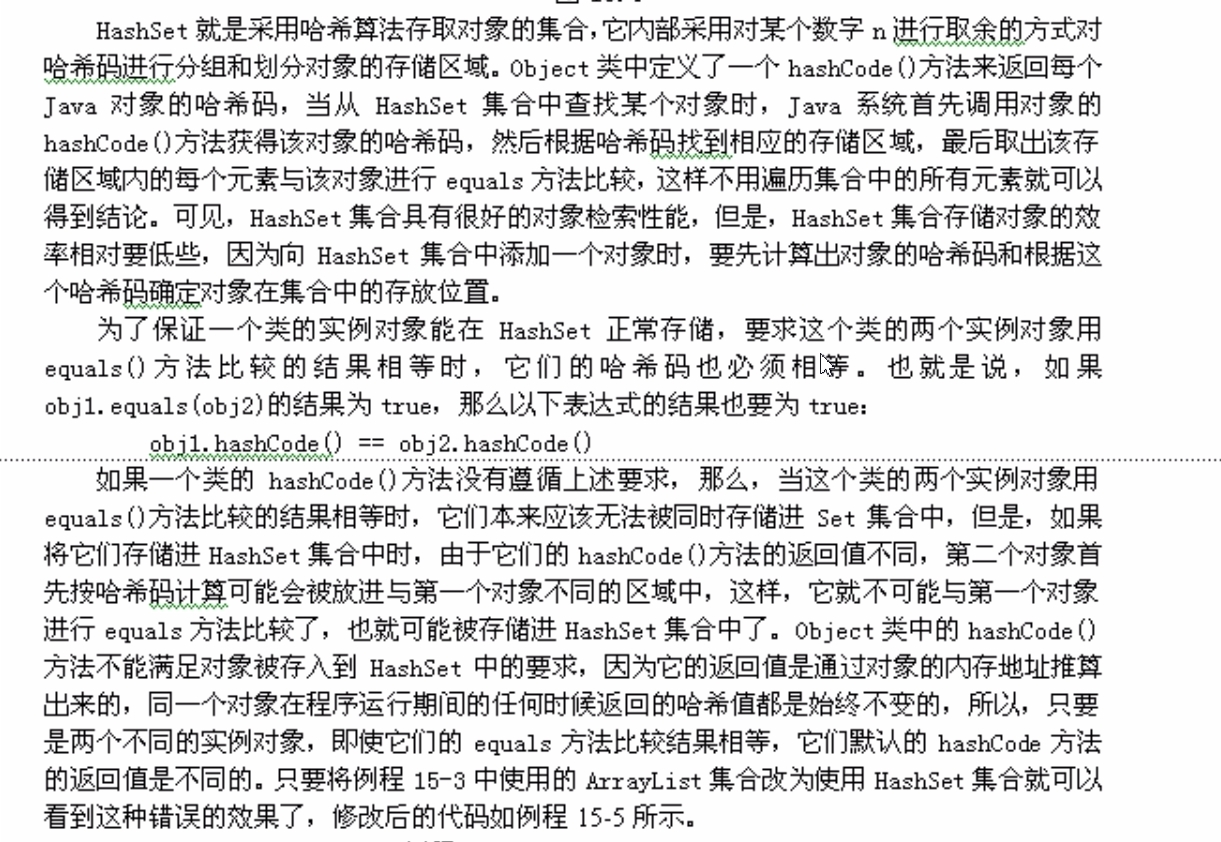 HashSet 就是采用哈希算法存取对象的集合,它内部采用对某个数字 n 进行取余的方式对
哈希码进行分组和划分对象的存储区域。Object 类中定义了一个 hashCode()方法来返回每个
Java 对象的哈希码，当从 HashSet 集合中查找某个对象时，Java 系统首先调用对象的
hashCode()方法获得该对象的哈希码，然后根据哈希码找到相应的存储区域，最后取出该存
储区域内的每个元素与该对象进行 equals 方法比较，这样不用遍历集合中的所有元素就可以
得到结论。可见，HashSet 集合具有很好的对象检索性能，但是，HashSet 集合存储对象的效
率相对要低些，因为向 HashSet 集合中添加一个对象时，要先计算出对象的哈希码和根据这
个哈希码确定对象在集合中的存放位置。
为了保证一个类的实例对象能在 HashSet 正常存储，要求这个类的两个实例对象用
equals()方法比较的结果相等时，它们的哈希码也必须相等。也就是说，如果
obj1.equals(obj2)的结果为 true，那么以下表达式的结果也要为 true：
obj1.hashCode() == obj2.hashCode()
如果一个类的 hashCode()方法没有遵循上述要求，那么，当这个类的两个实例对象用
equals()方法比较的结果相等时，它们本来应该无法被同时存储进 Set 集合中，但是，如果
将它们存储进 HashSet 集合中时，由于它们的 hashCode()方法的返回值不同，第二个对象首
先按哈希码计算可能会被放进与第一个对象不同的区域中，这样，它就不可能与第一个对象
进行 equals 方法比较了，也就可能被存储进 HashSet 集合中了。Object 类中的 hashCode()
方法不能满足对象被存入到 HashSet 中的要求，因为它的返回值是通过对象的内存地址推算
出来的，同一个对象在程序运行期间的任何时候返回的哈希值都是始终不变的，所以，只要
是两个不同的实例对象，即使它们的 equals 方法比较结果相等，它们默认的 hashCode 方法
的返回值是不同的。只要将例程 15-3 中使用的 ArrayList 集合改为使用 HashSet 集合就可以
看到这种错误的效果了，修改后的代码如例程 15-5 所示。